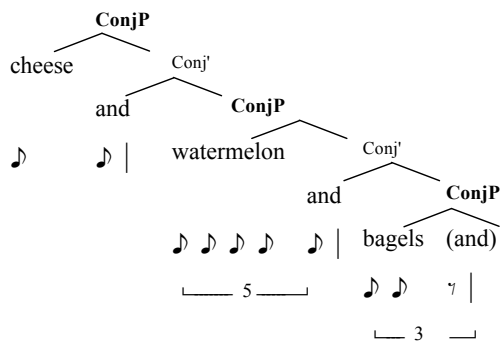 ConjP
cheese Conj'
and ConjP
watermelon Conj'
and ConjP
bagels (and)
5
3